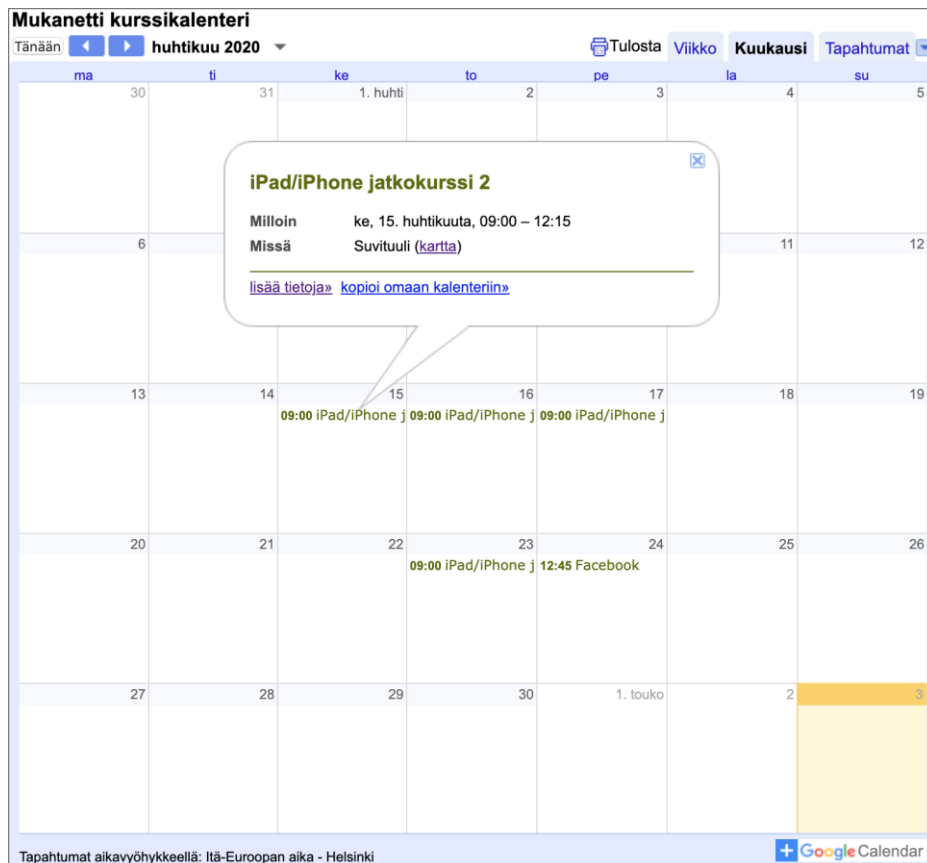 Mukanetti kurssikalenteri
Tänään huhtikuu 2020 Tulosta Viikko Kuukausi Tapahtumat
ma ti ke to pe la su
30 31 1. huhti 2 3 4 5
iPad/iPhone jatkokurssi 2
Milloin ke, 15. huhtikuuta, 09:00 – 12:15
Missä Suvituuli (kartta)
lisää tietoja» kopioi omaan kalenteriin»
6 11 12
13 14 15 16 17 18 19
09:00 iPad/iPhone j 09:00 iPad/iPhone j 09:00 iPad/iPhone j
20 21 22 23 24 25 26
09:00 iPad/iPhone j 12:45 Facebook
27 28 29 30 1. touko 2 3
Tapahtumat aikavyöhykkeellä: Itä-Euroopan aika - Helsinki
Google Calendar